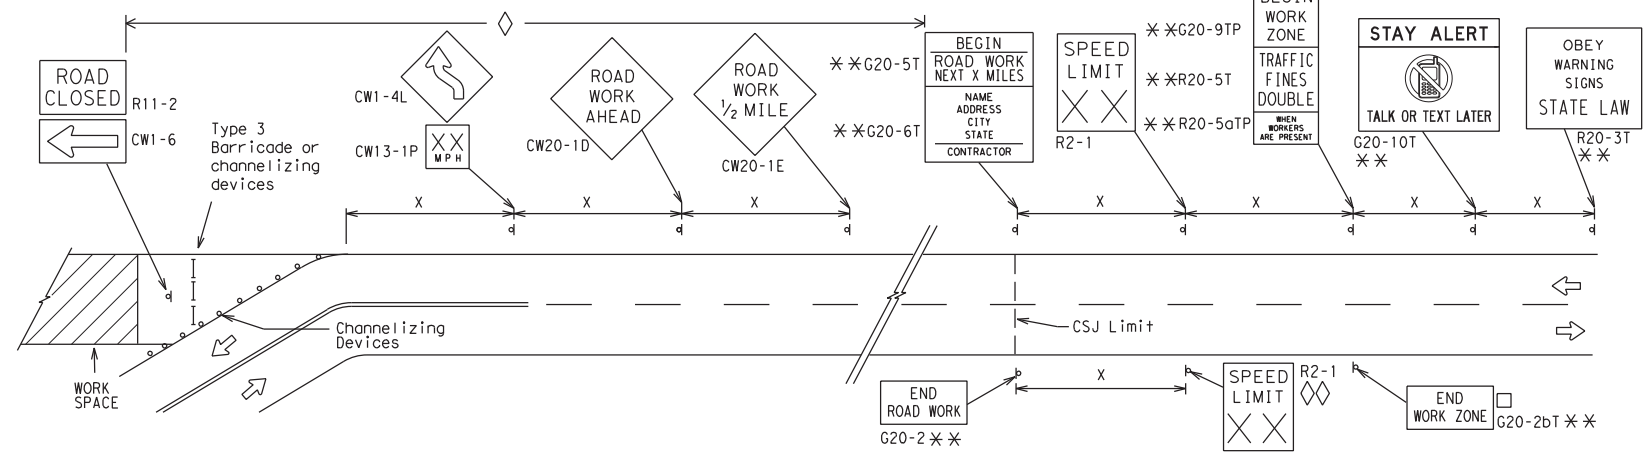 ROAD
CLOSED
R11-2
CW1-6
Type 3
Barricade or
channelizing
devices
CW1-4L
XX
MPH
CW13-1P
ROAD
WORK
AHEAD
CW20-1D
ROAD
WORK
1/2 MILE
CW20-1E
**G20-5T
BEGIN
ROAD WORK
NEXT X MILES
**G20-6T
NAME
ADDRESS
CITY
STATE
CONTRACTOR
SPEED
LIMIT
XX
R2-1
**G20-9TP
BEGIN
WORK
ZONE
**R20-5T
TRAFFIC
FINES
DOUBLE
**R20-5aTP
WHEN
WORKERS
ARE PRESENT
STAY ALERT
TALK OR TEXT LATER
G20-10T
**
OBEY
WARNING
SIGNS
STATE LAW
R20-3T
**
X
X
X
X
X
X
X
Channelizing
Devices
WORK
SPACE
CSJ Limit
X
END
ROAD WORK
G20-2**
SPEED
LIMIT
XX
R2-1
END
WORK ZONE
G20-2bT **